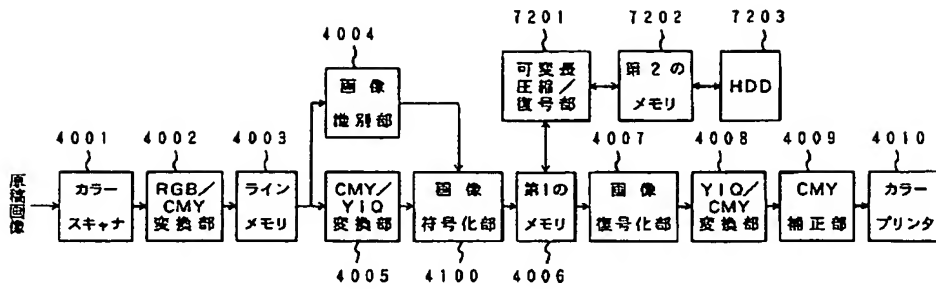 7201
7202
7203
4004
可変長
圧縮/
復号部
第2の
メモリ
HDD
画像
識別部
4001
4002
4003
4007
4008
4009
4010
原稿画像
カラー
スキャナ
RGB/
CMY
変換部
ライン
メモリ
CMY/
YIQ
変換部
画像
符号化部
第1の
メモリ
画像
復号化部
YIQ/
CMY
変換部
CMY
補正部
カラー
プリンタ
4005
4100
4006